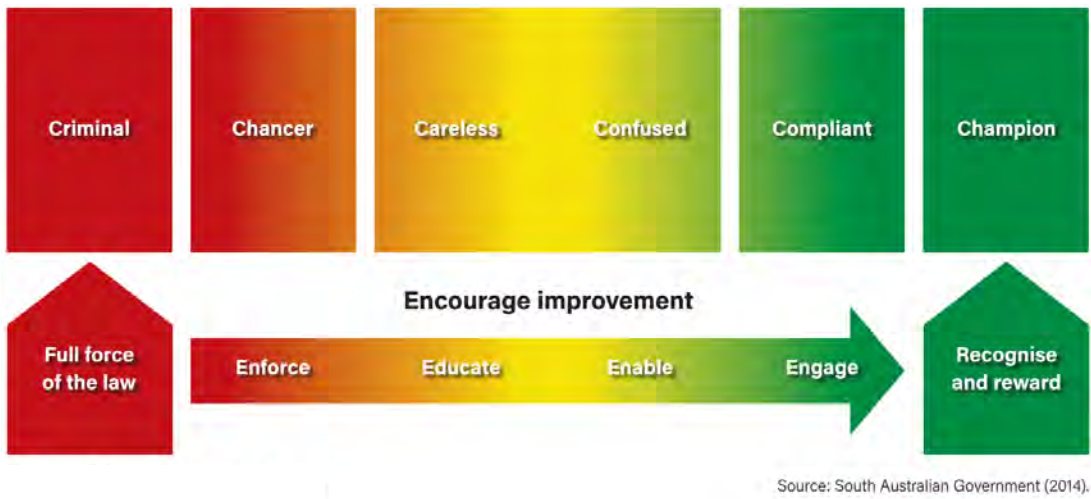 Criminal
Chancer
Careless
Confused
Compliant
Champion
Encourage improvement
Full force
of the law
Enforce
Educate
Enable
Engage
Recognise
and reward
Source: South Australian Government (2014).